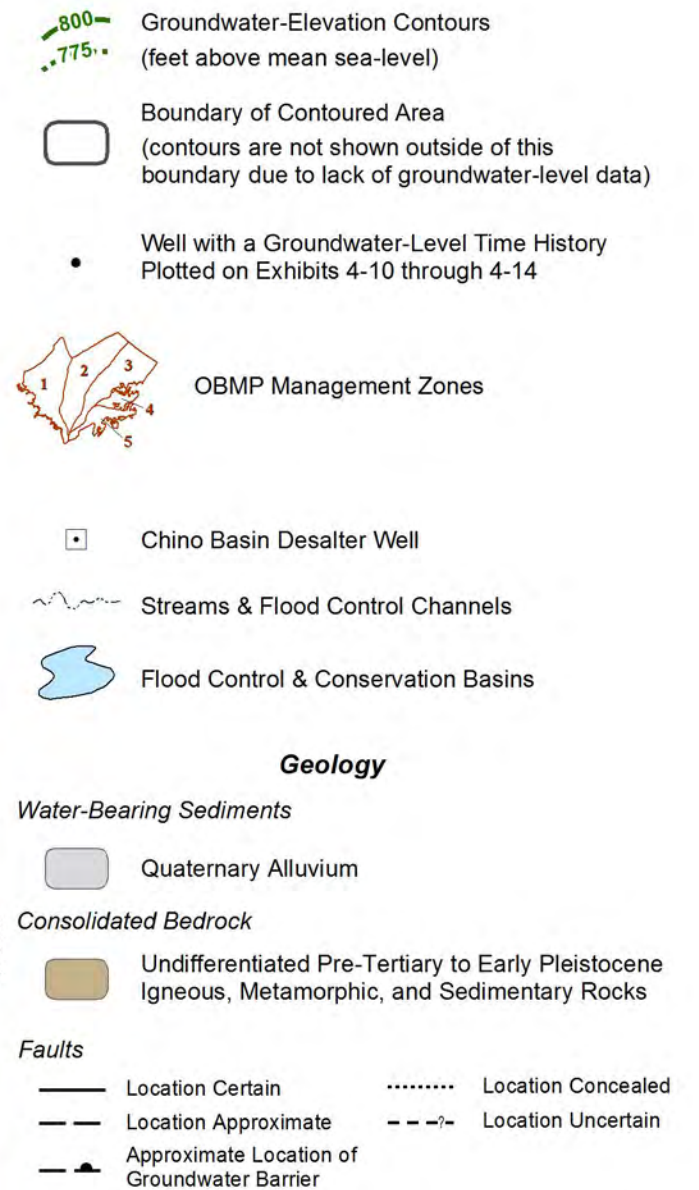 800
775
Groundwater-Elevation Contours
(feet above mean sea-level)
Boundary of Contoured Area
(contours are not shown outside of this
boundary due to lack of groundwater-level data)
Well with a Groundwater-Level Time History
Plotted on Exhibits 4-10 through 4-14
1
2
3
4
5
OBMP Management Zones
Chino Basin Desalter Well
Streams & Flood Control Channels
Flood Control & Conservation Basins
Geology
Water-Bearing Sediments
Quaternary Alluvium
Consolidated Bedrock
Undifferentiated Pre-Tertiary to Early Pleistocene
Igneous, Metamorphic, and Sedimentary Rocks
Faults
Location Certain
Location Concealed
Location Approximate
?
Location Uncertain
Approximate Location of
Groundwater Barrier